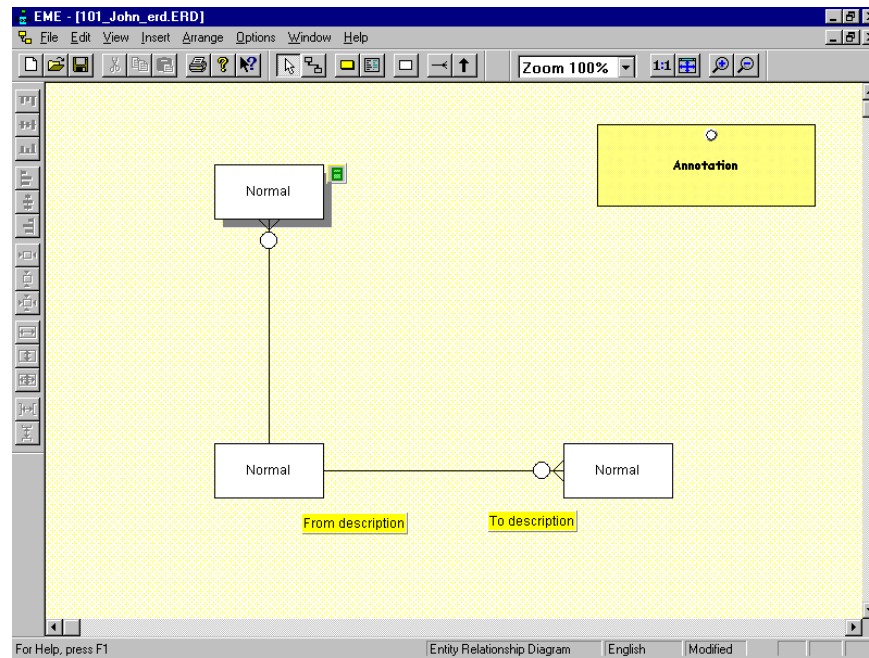 EME - [101_John_erd.ERD]
File Edit View Insert Arrange Options Window Help
Zoom 100% 1:1
Annotation
Normal
Normal
Normal
From description
To description
For Help, press F1 Entity Relationship Diagram English Modified